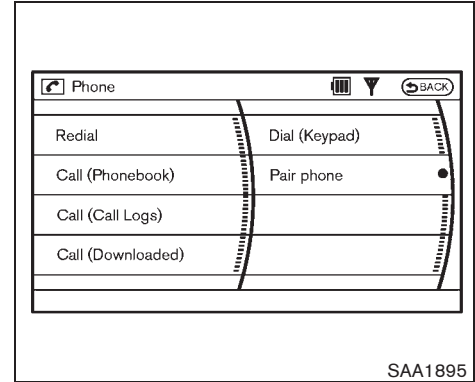 Phone
BACK
Redial
Dial (Keypad)
Call (Phonebook)
Pair phone
Call (Call Logs)
Call (Downloaded)
SAA1895